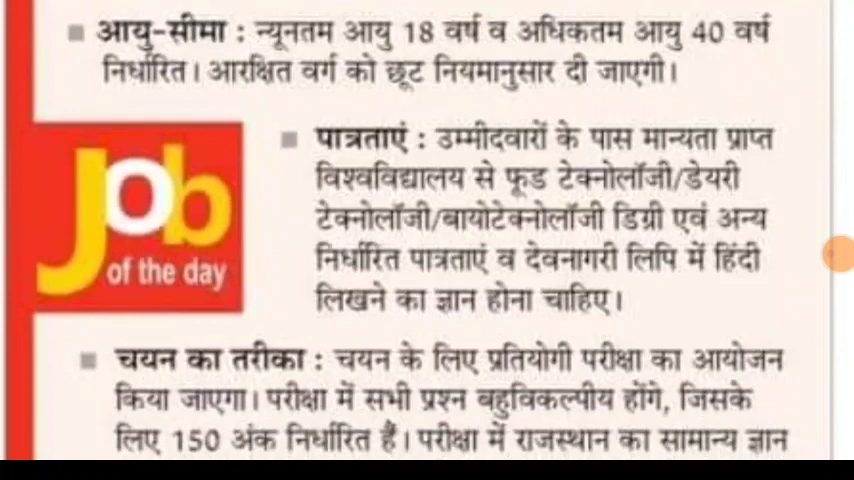 ▪ आयु-सीमा : न्यूनतम आयु 18 वर्ष व अधिकतम आयु 40 वर्ष
निर्धारित। आरक्षित वर्ग को छूट नियमानुसार दी जाएगी।
Job
of the day
▪ पात्रताएं : उम्मीदवारों के पास मान्यता प्राप्त
विश्वविद्यालय से फूड टेक्नोलॉजी/डेयरी
टेक्नोलॉजी/बायोटेक्नोलॉजी डिग्री एवं अन्य
निर्धारित पात्रताएं व देवनागरी लिपि में हिंदी
लिखने का ज्ञान होना चाहिए।
▪ चयन का तरीका : चयन के लिए प्रतियोगी परीक्षा का आयोजन
किया जाएगा। परीक्षा में सभी प्रश्न बहुविकल्पीय होंगे, जिसके
लिए 150 अंक निर्धारित हैं। परीक्षा में राजस्थान का सामान्य ज्ञान